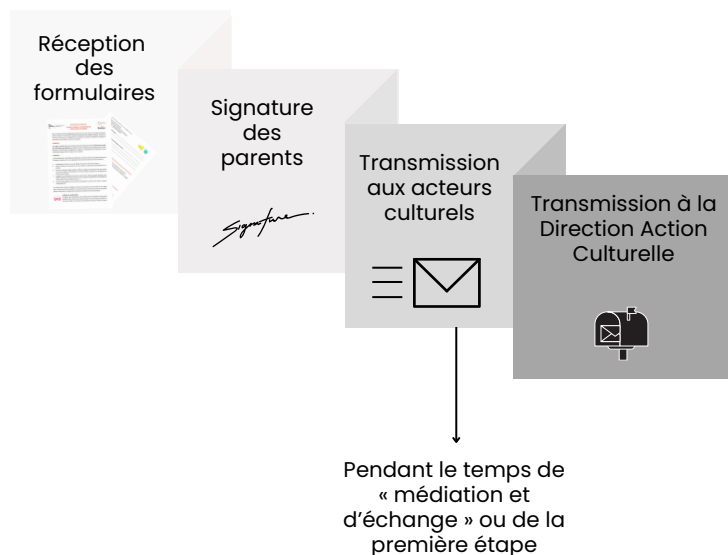 Réception
des
formulaires
Signature
des
parents
Signature
Transmission
aux acteurs
culturels
Transmission à la
Direction Action
Culturelle
Pendant le temps de
« médiation et
d'échange » ou de la
première étape